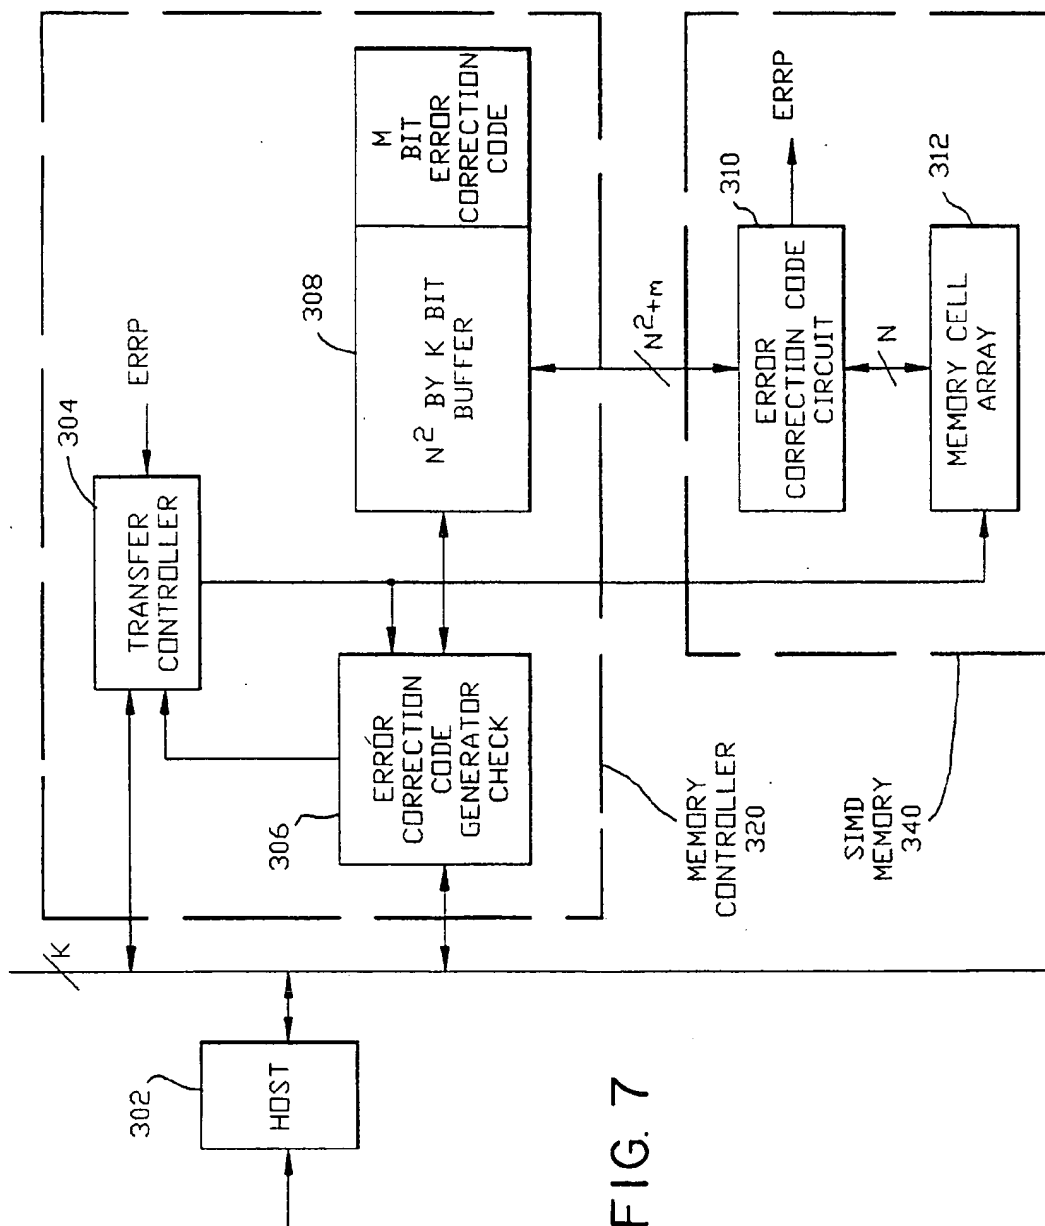 ERRP
304
TRANSFER
CONTROLLER
308
N² BY K BIT
BUFFER
M
BIT
ERROR
CORRECTION
CODE
306
ERROR
CORRECTION
CODE
GENERATOR
CHECK
K
302
HOST
MEMORY
CONTROLLER
320
N²+m
310
ERROR
CORRECTION CODE
CIRCUIT
ERRP
N
312
MEMORY CELL
ARRAY
SIMD
MEMORY
340
FIG. 7